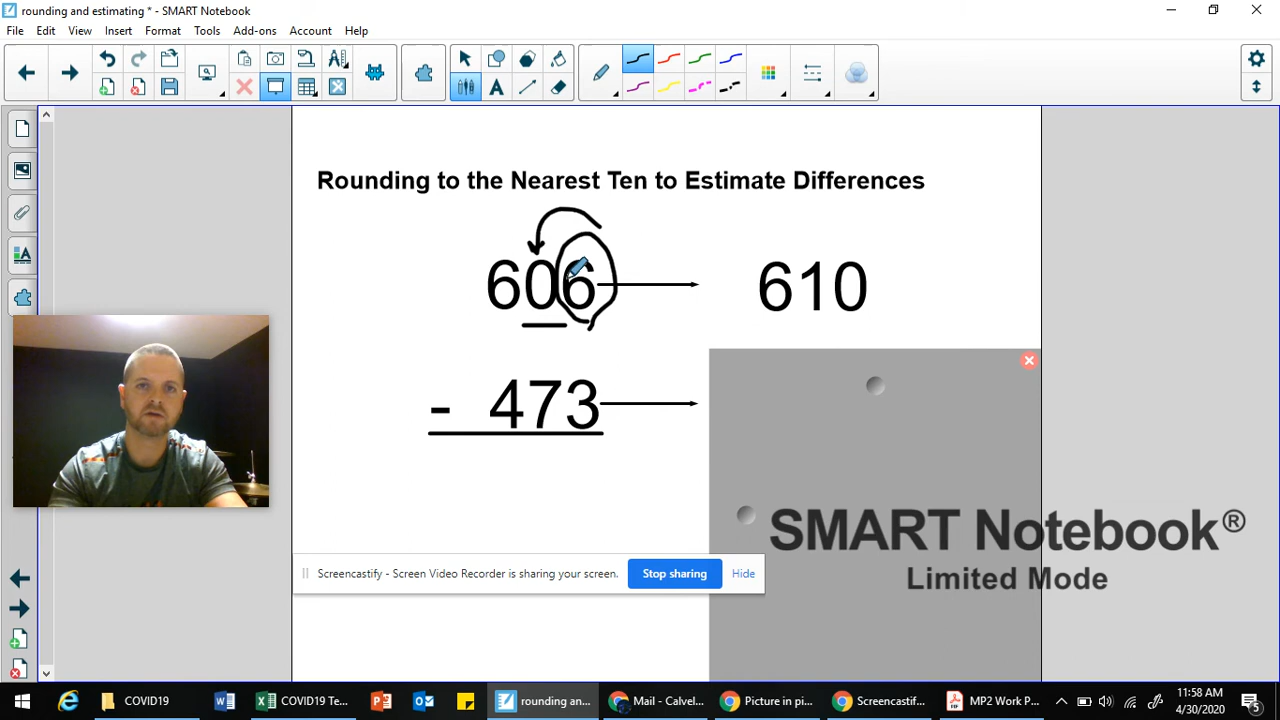 rounding and estimating * - SMART Notebook
File Edit View Insert Format Tools Add-ons Account Help
Rounding to the Nearest Ten to Estimate Differences
606 610
- 473
SMART Notebook®
Limited Mode
Screencastify - Screen Video Recorder is sharing your screen. Stop sharing Hide
COVID19 COVID19 Te... rounding an... Mail - Calvel... Picture in pi... Screencastif... MP2 Work P...
11:58 AM
4/30/2020
5